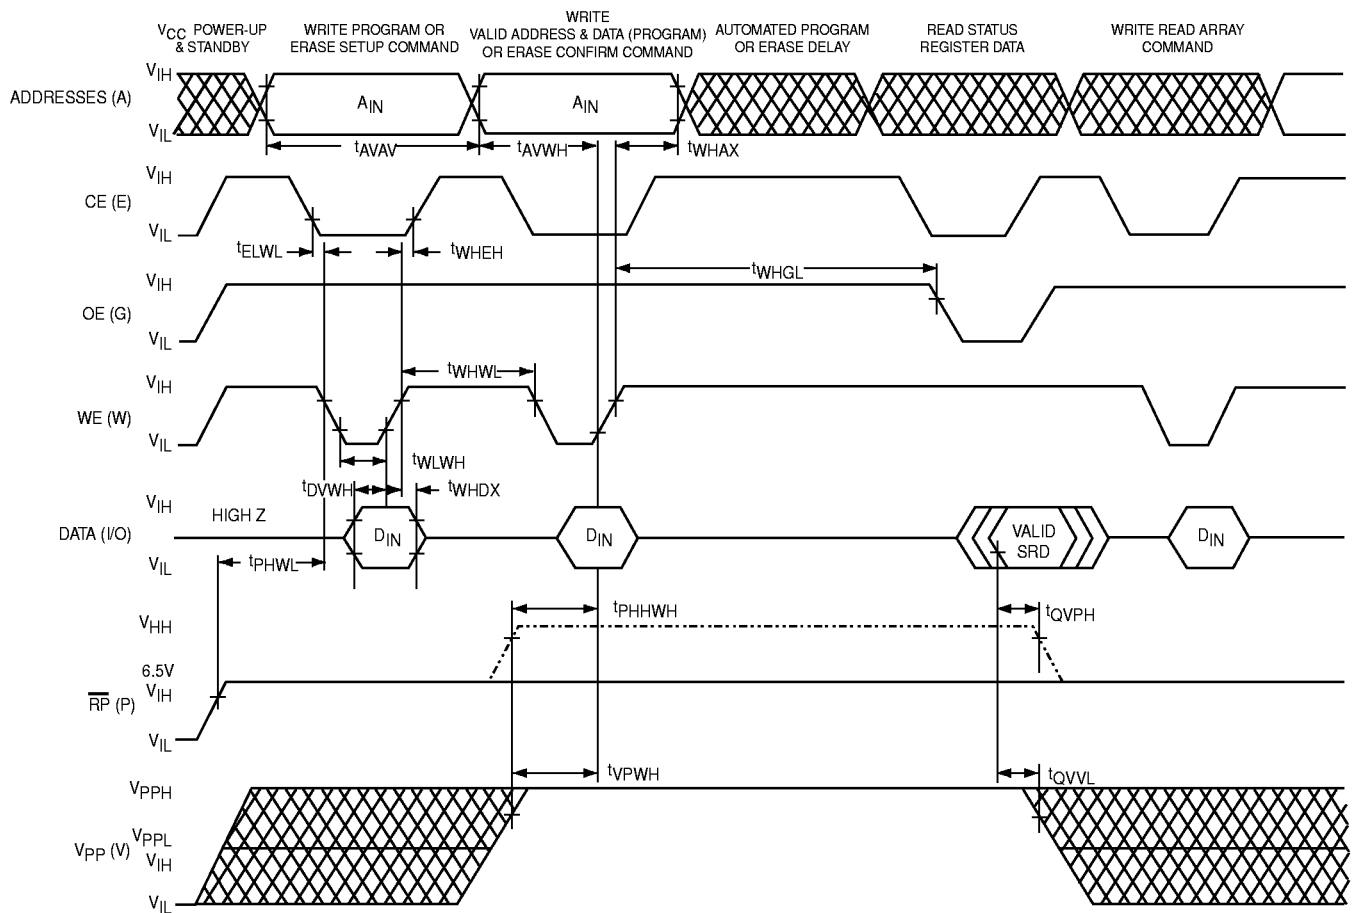 WRITE
VCC POWER-UP
& STANDBY
WRITE PROGRAM OR
ERASE SETUP COMMAND
VALID ADDRESS & DATA (PROGRAM)
OR ERASE CONFIRM COMMAND
AUTOMATED PROGRAM
OR ERASE DELAY
READ STATUS
REGISTER DATA
WRITE READ ARRAY
COMMAND
VIH
ADDRESSES (A)
AIN
AIN
VIL
tAVAV
tAVWH
tWHAX
VIH
CE (E)
VIL
tELWL
tWHEH
tWHGL
VIH
OE (G)
VIL
tWHWL
VIH
WE (W)
VIL
tWLWH
tDVWH
tWHDX
VIH
HIGH Z
DATA (I/O)
DIN
DIN
VALID
SRD
DIN
VIL
tPHWL
tPHHWH
tQVPH
VHH
6.5V
VIH
RP (P)
VIL
tVPWH
tQVVL
VPPH
VPPL
VPP (V)
VIH
VIL